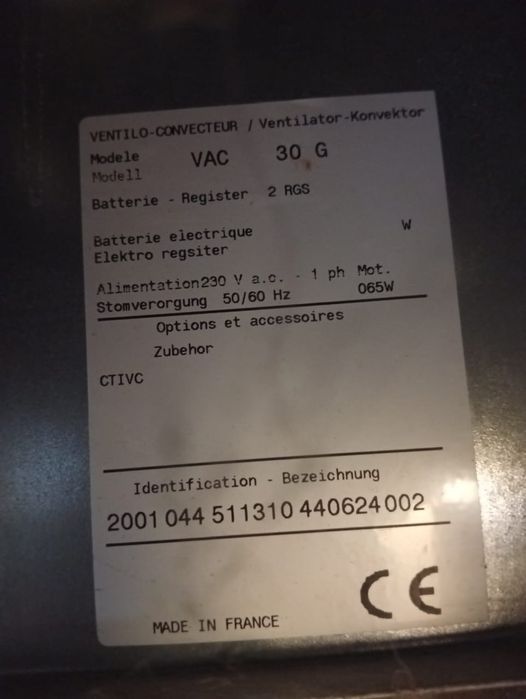 VENTILO-CONVECTEUR / Ventilator-Konvektor
Modele VAC 30 G
Modell
Batterie - Register 2 RGS
Batterie electrique W
Elektro regsiter
Alimentation230 V a.c. - 1 ph Mot.
Stomverorgung 50/60 Hz 065W
Options et accessoires
Zubehor
CTIVC
Identification - Bezeichnung
2001 044 511310 440624 002
CE
MADE IN FRANCE